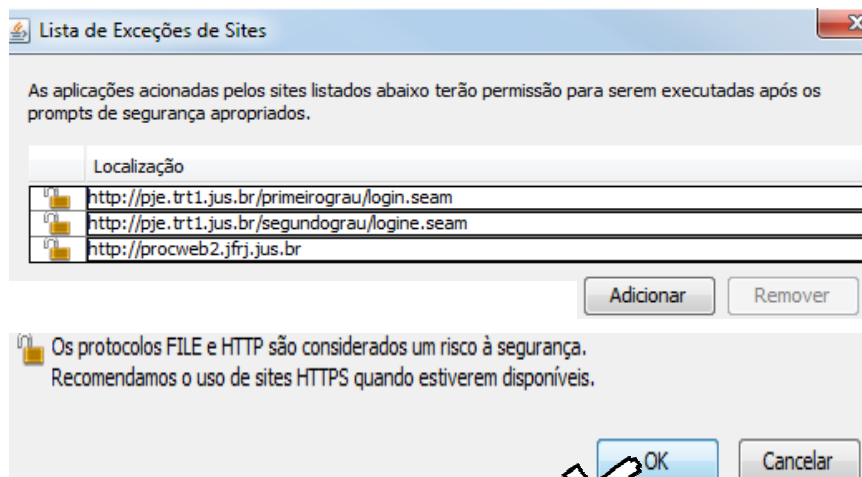 Lista de Exceções de Sites
As aplicações acionadas pelos sites listados abaixo terão permissão para serem executadas após os
prompts de segurança apropriados.
Localização
http://pje.trt1.jus.br/primeirograu/login.seam
http://pje.trt1.jus.br/segundograu/logine.seam
http://procweb2.jfrj.jus.br
Adicionar Remover
Os protocolos FILE e HTTP são considerados um risco à segurança.
Recomendamos o uso de sites HTTPS quando estiverem disponíveis.
OK Cancelar